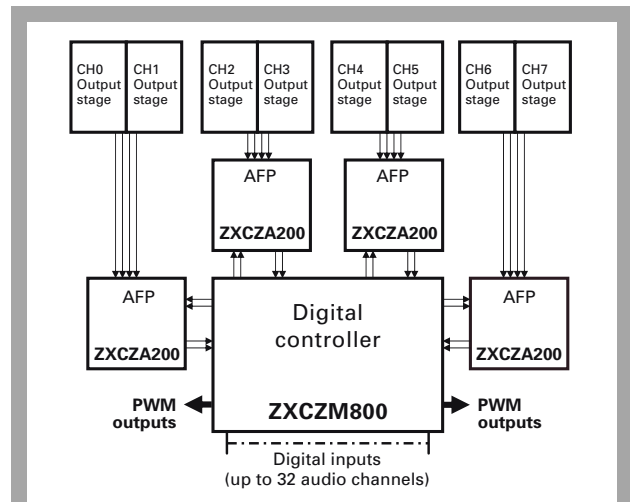 CH0
Output
stage
CH1
Output
stage
CH2
Output
stage
CH3
Output
stage
CH4
Output
stage
CH5
Output
stage
CH6
Output
stage
CH7
Output
stage
AFP
ZXCZA200
AFP
ZXCZA200
AFP
ZXCZA200
AFP
ZXCZA200
Digital
controller
ZXCZM800
PWM
outputs
PWM
outputs
Digital inputs
(up to 32 audio channels)